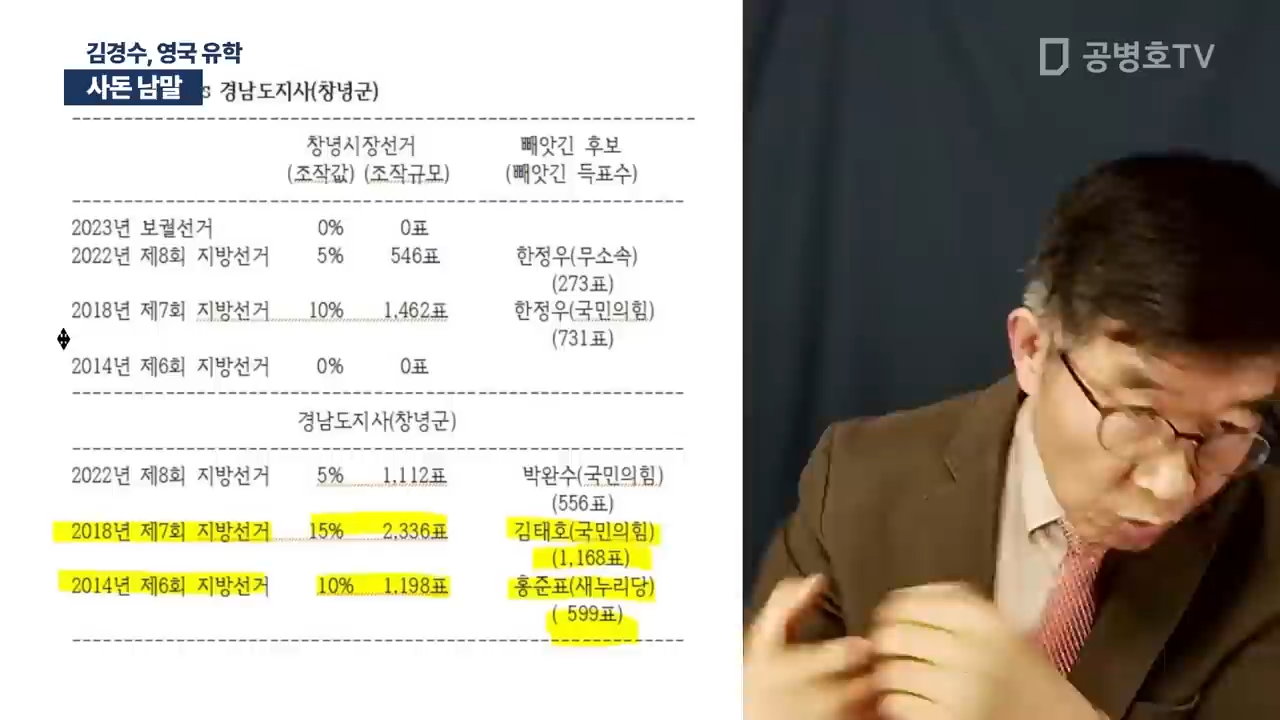 김경수, 영국 유학
사돈 남말
공병호TV
s 경남도지사(창녕군)
창녕시장선거 빼앗긴 후보
(조작값) (조작규모) (빼앗긴 득표수)
2023년 보궐선거 0% 0표
2022년 제8회 지방선거 5% 546표 한정우(무소속)
(273표)
2018년 제7회 지방선거 10% 1,462표 한정우(국민의힘)
(731표)
2014년 제6회 지방선거 0% 0표
경남도지사(창녕군)
2022년 제8회 지방선거 5% 1,112표 박완수(국민의힘)
(556표)
2018년 제7회 지방선거 15% 2,336표 김태호(국민의힘)
(1,168표)
2014년 제6회 지방선거 10% 1,198표 홍준표(새누리당)
( 599표)